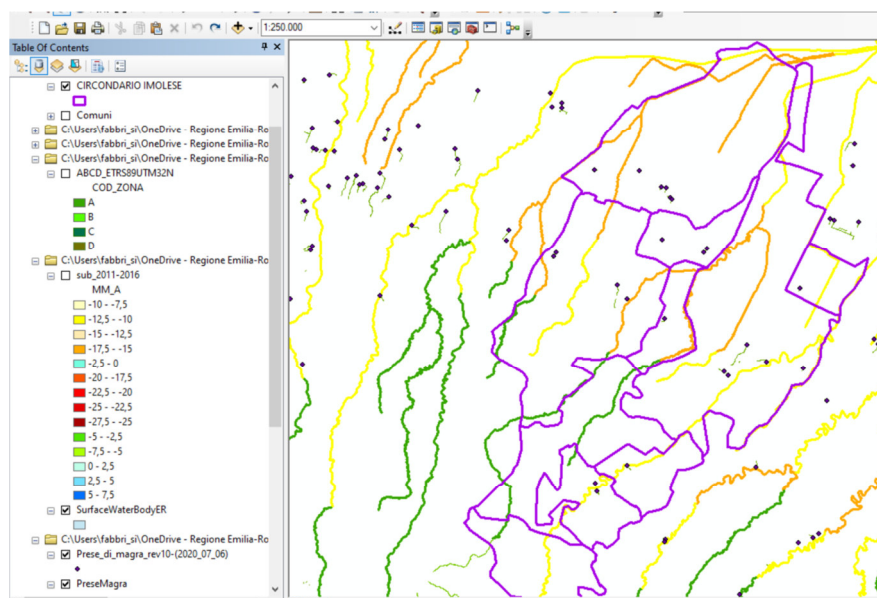 1:250.000
Table Of Contents
CIRCONDARIO IMOLESE
Comuni
C:\Users\fabbri_si\OneDrive - Regione Emilia-Ro
C:\Users\fabbri_si\OneDrive - Regione Emilia-Ro
C:\Users\fabbri_si\OneDrive - Regione Emilia-Ro
ABCD_ETRS89UTM32N
COD_ZONA
A
B
C
D
C:\Users\fabbri_si\OneDrive - Regione Emilia-Ro
sub_2011-2016
MM_A
-10 - -7,5
-12,5 - -10
-15 - -12,5
-17,5 - -15
-2,5 - 0
-20 - -17,5
-22,5 - -20
-25 - -22,5
-27,5 - -25
-5 - -2,5
-7,5 - -5
0 - 2,5
2,5 - 5
5 - 7,5
SurfaceWaterBodyER
C:\Users\fabbri_si\OneDrive - Regione Emilia-Ro
Prese_di_magra_rev10-(2020_07_06)
PreseMagra